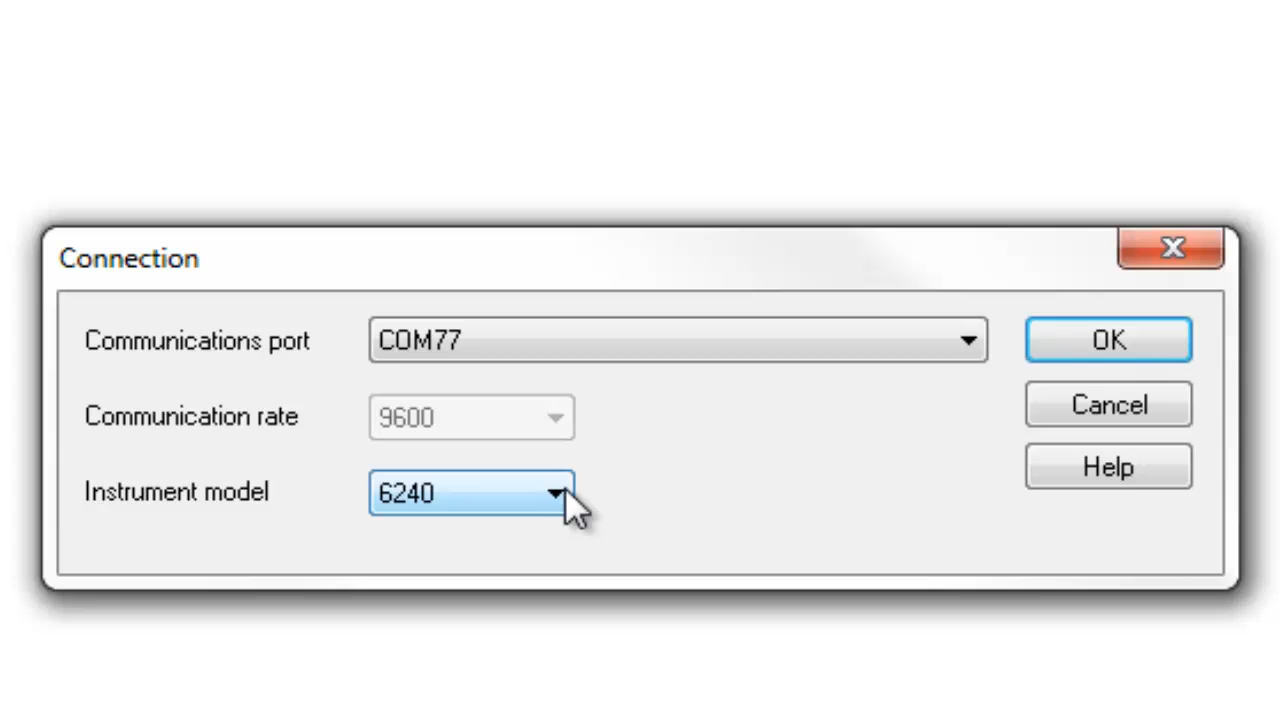 Connection
Communications port COM77 OK
Communication rate 9600 Cancel
Instrument model 6240 Help